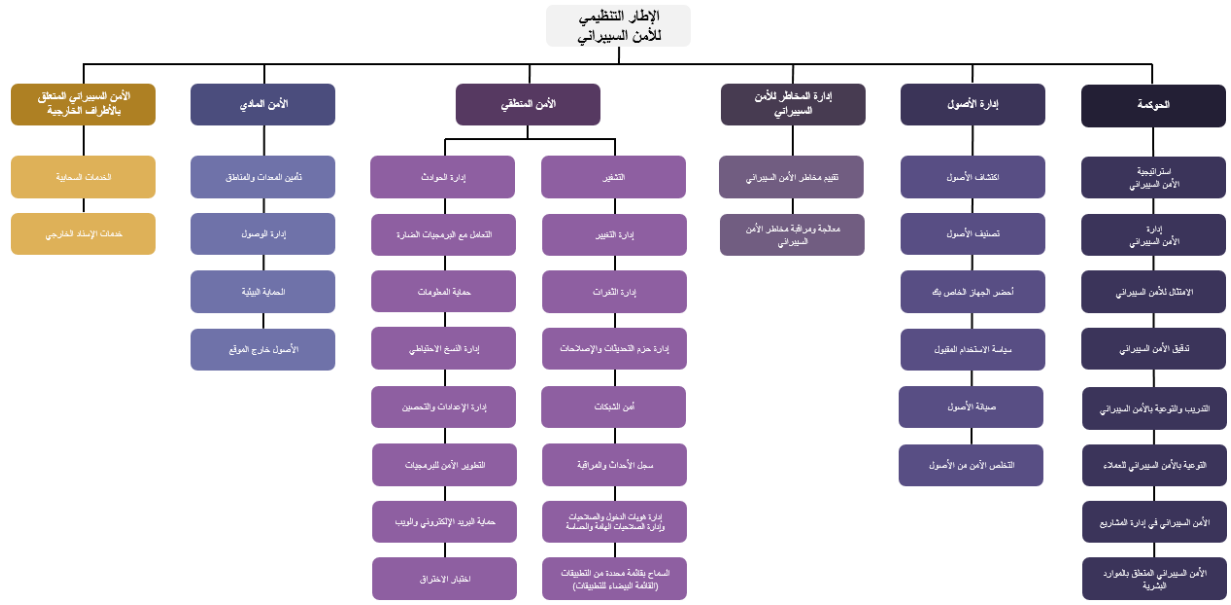 الإطار التنظيمي
للأمن السيبراني
الحوكمة
استراتيجية
الأمن السيبراني
إدارة
الأمن السيبراني
الامتثال للأمن السيبراني
تدقيق الأمن السيبراني
التدريب والتوعية بالأمن السيبراني
التوعية بالأمن السيبراني للعملاء
الأمن السيبراني في إدارة المشاريع
الأمن السيبراني المتعلق بالموارد
البشرية
إدارة الأصول
اكتشاف الأصول
تصنيف الأصول
أحضر الجهاز الخاص بك
سياسة الاستخدام المقبول
صيانة الأصول
التخلص الآمن من الأصول
إدارة المخاطر للأمن
السيبراني
تقييم مخاطر الأمن السيبراني
معالجة ومراقبة مخاطر الأمن
السيبراني
الأمن المنطقي
التشفير
إدارة التغيير
إدارة الثغرات
إدارة حزم التحديثات والإصلاحات
أمن الشبكات
سجل الأحداث والمراقبة
إدارة هويات الدخول والصلاحيات
وإدارة الصلاحيات الهامة والحساسة
السماح بقائمة محددة من التطبيقات
(القائمة البيضاء للتطبيقات)
إدارة الحوادث
التعامل مع البرمجيات الضارة
حماية المعلومات
إدارة النسخ الاحتياطي
إدارة الإعدادات والتحصين
التطوير الآمن للبرمجيات
حماية البريد الإلكتروني والويب
اختبار الاختراق
الأمن المادي
تأمين المعدات والمناطق
إدارة الوصول
الحماية البيئية
الأصول خارج الموقع
الأمن السيبراني المتعلق
بالأطراف الخارجية
الخدمات السحابية
خدمات الإسناد الخارجي